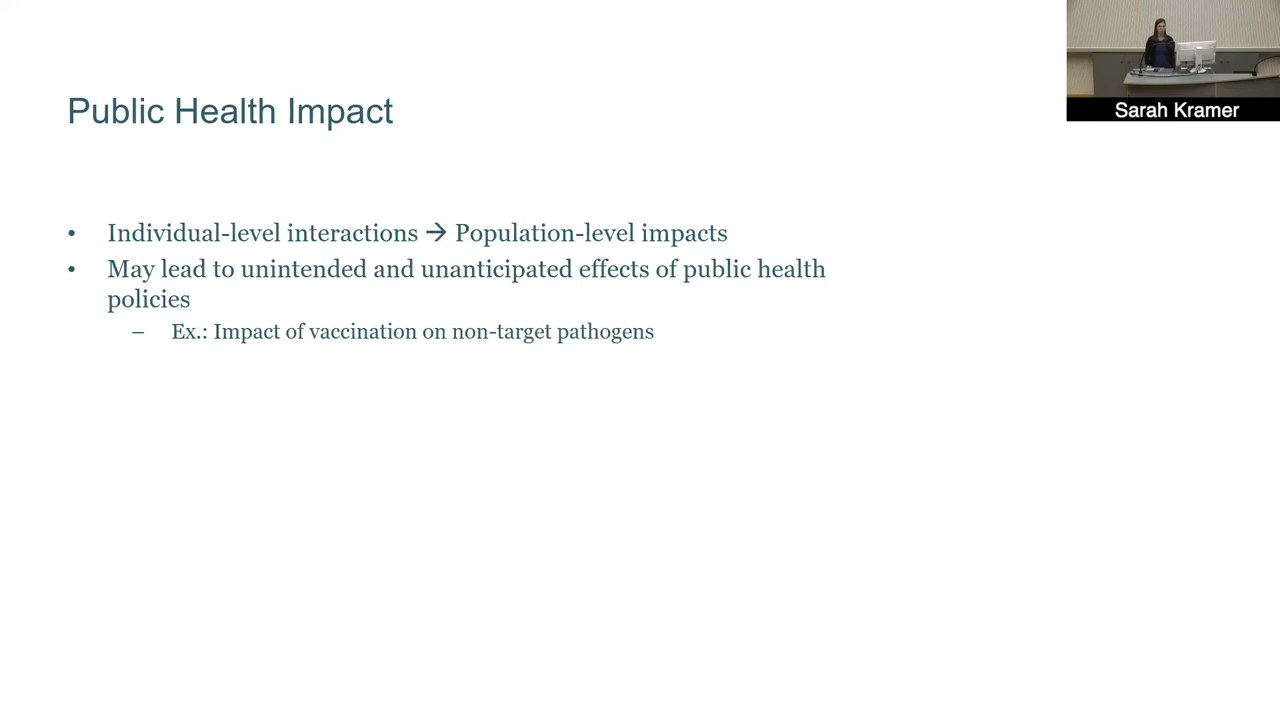 Sarah Kramer
Public Health Impact
• Individual-level interactions → Population-level impacts
• May lead to unintended and unanticipated effects of public health
policies
– Ex.: Impact of vaccination on non-target pathogens